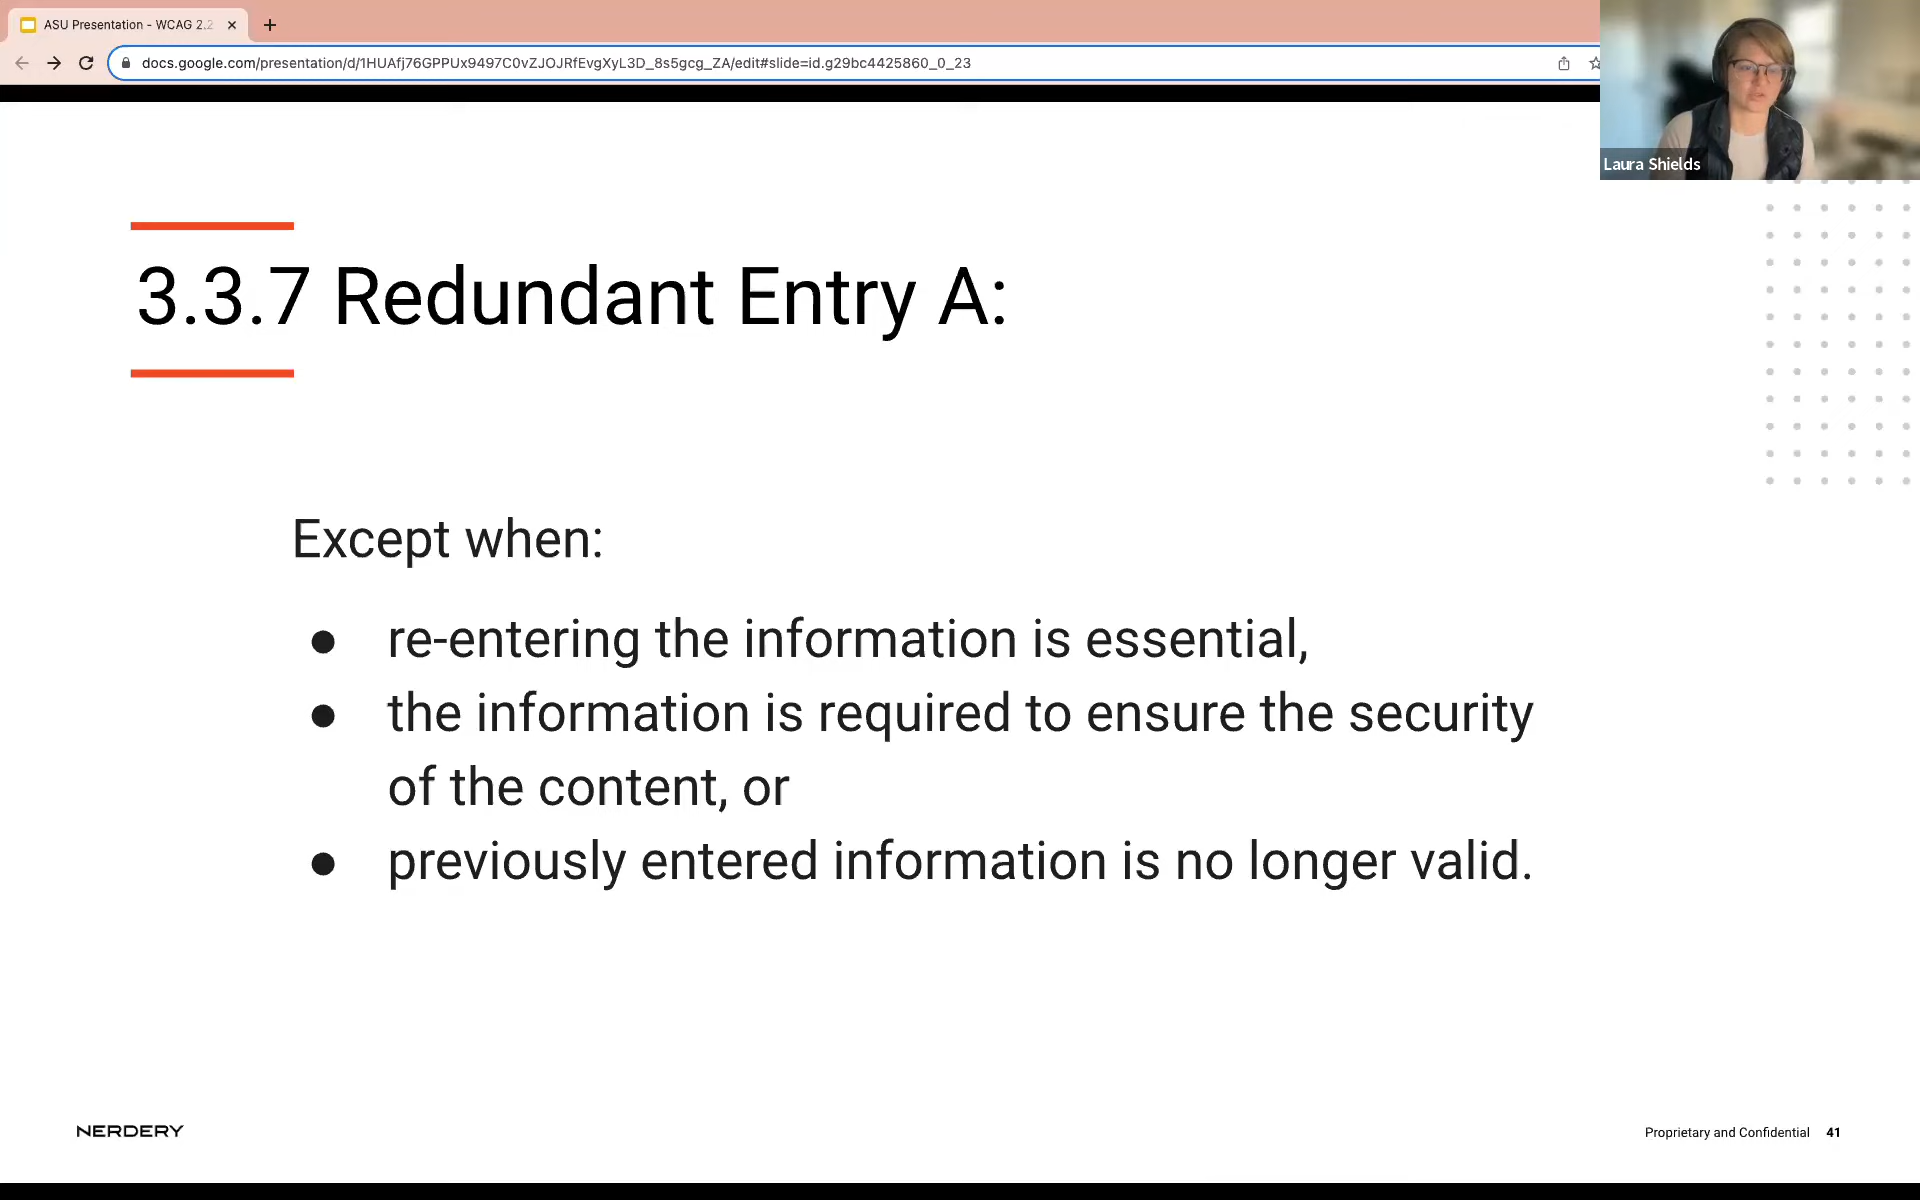 ASU Presentation - WCAG 2.2
docs.google.com/presentation/d/1HUAfj76GPPUx9497C0vZJOJRfEvgXyL3D_8s5gcg_ZA/edit#slide=id.g29bc4425860_0_23
Laura Shields
3.3.7 Redundant Entry A:
Except when:
● re-entering the information is essential,
● the information is required to ensure the security
of the content, or
● previously entered information is no longer valid.
NERDERY
Proprietary and Confidential 41